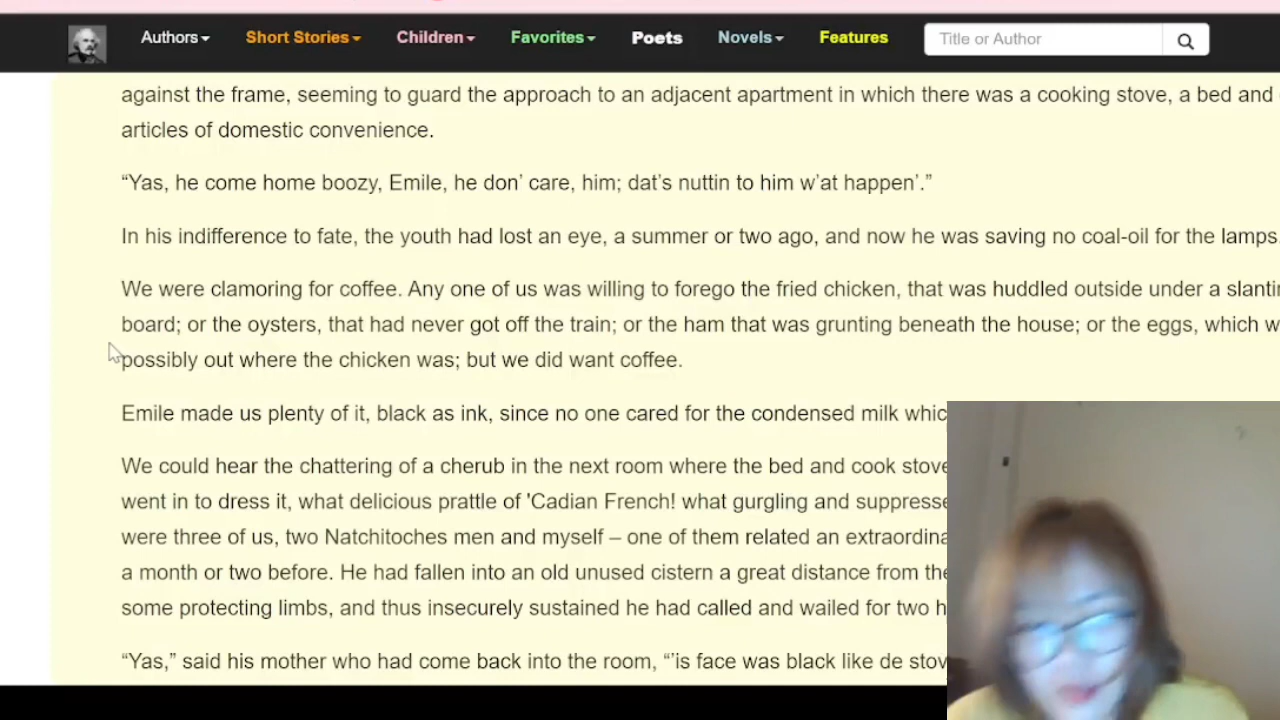 Authors Short Stories Children Favorites Poets Novels Features Title or Author
against the frame, seeming to guard the approach to an adjacent apartment in which there was a cooking stove, a bed and
articles of domestic convenience.
“Yas, he come home boozy, Emile, he don’ care, him; dat’s nuttin to him w’at happen’.”
In his indifference to fate, the youth had lost an eye, a summer or two ago, and now he was saving no coal-oil for the lamps
We were clamoring for coffee. Any one of us was willing to forego the fried chicken, that was huddled outside under a
board; or the oysters, that had never got off the train; or the ham that was grunting beneath the house; or the eggs, which
possibly out where the chicken was; but we did want coffee.
Emile made us plenty of it, black as ink, since no one cared for the condensed milk
We could hear the chattering of a cherub in the next room where the bed and cook
went in to dress it, what delicious prattle of 'Cadian French! what gurgling and
were three of us, two Natchitoches men and myself – one of them related an
a month or two before. He had fallen into an old unused cistern a great distance from
some protecting limbs, and thus insecurely sustained he had called and wailed for two
“Yas,” said his mother who had come back into the room, “’is face was black like de